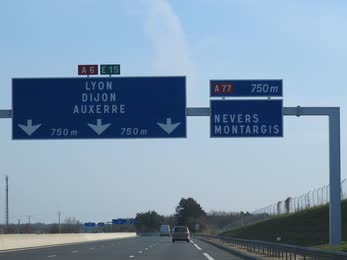 A 6 E 15
LYON
DIJON
AUXERRE
750 m 750 m
A 77 750 m
NEVERS
MONTARGIS